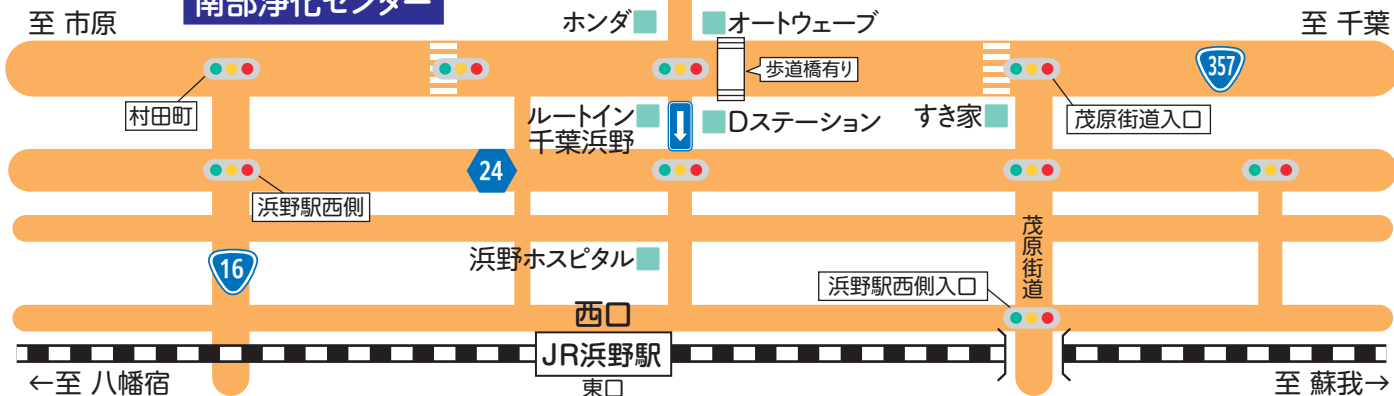 南部浄化センター
至 市原
ホンダ
オートウェーブ
至 千葉
歩道橋有り
357
村田町
ルートイン
千葉浜野
Dステーション
すき家
茂原街道入口
24
浜野駅西側
茂原街道
浜野ホスピタル
16
浜野駅西側入口
西口
JR浜野駅
東口
←至 八幡宿
至 蘇我→